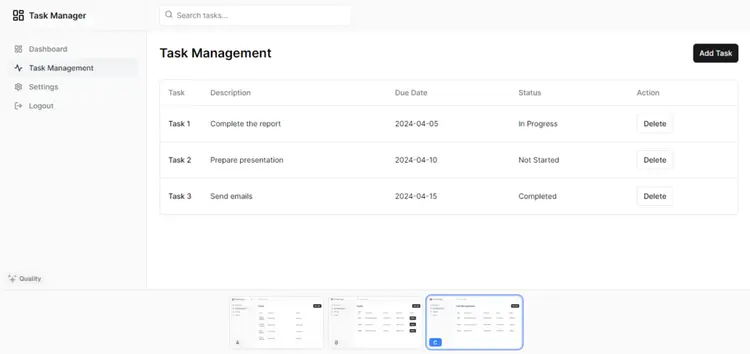 Task Manager
Search tasks...
Dashboard
Task Management
Settings
Logout
Task Management
Add Task
Task Description Due Date Status Action
Task 1 Complete the report 2024-04-05 In Progress Delete
Task 2 Prepare presentation 2024-04-10 Not Started Delete
Task 3 Send emails 2024-04-15 Completed Delete
Quality
A
B
C